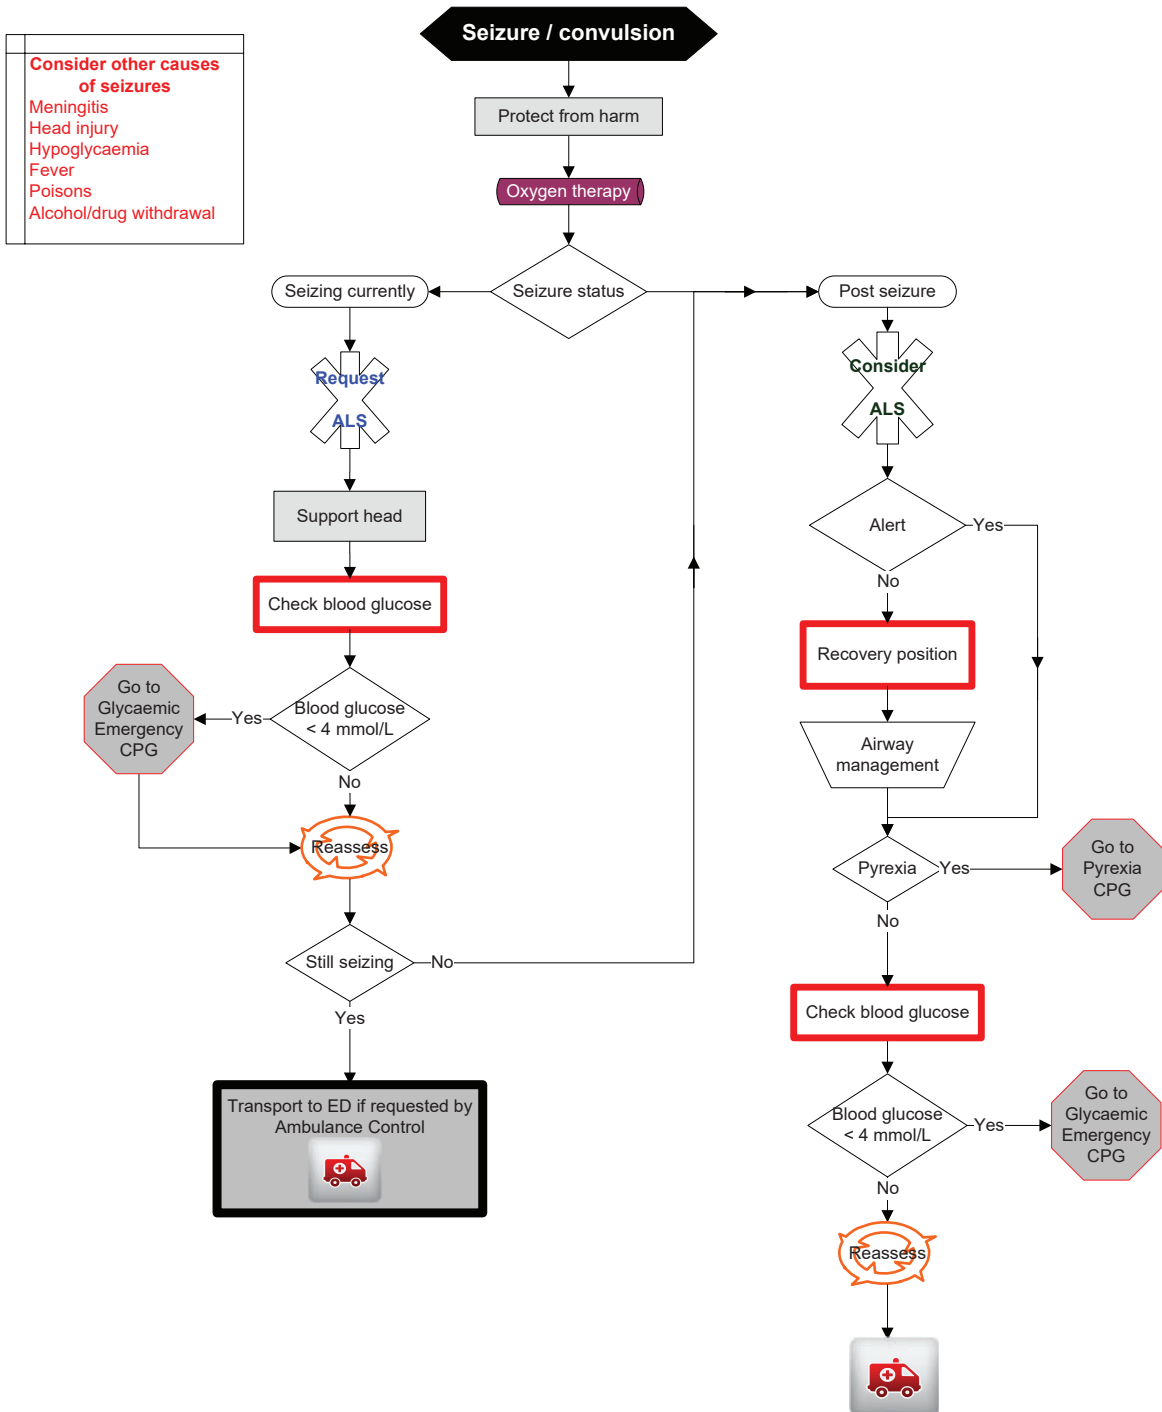 Seizure / convulsion
Consider other causes
of seizures
Meningitis
Head injury
Hypoglycaemia
Fever
Poisons
Alcohol/drug withdrawal
Protect from harm
Oxygen therapy
Seizure status
Seizing currently
Post seizure
Request
ALS
Consider
ALS
Support head
Alert
Yes
No
Check blood glucose
Recovery position
Blood glucose
< 4 mmol/L
Yes
Go to
Glycaemic
Emergency
CPG
No
Airway
management
Reassess
Pyrexia
Yes
Go to
Pyrexia
CPG
No
Still seizing
No
Yes
Check blood glucose
Transport to ED if requested by
Ambulance Control
Blood glucose
< 4 mmol/L
Yes
Go to
Glycaemic
Emergency
CPG
No
Reassess